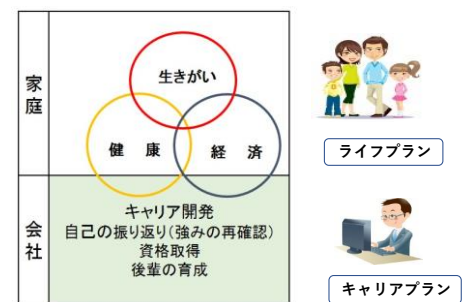 家庭
生きがい
健 康
経 済
ライフプラン
会社
キャリア開発
自己の振り返り(強みの再確認)
資格取得
後輩の育成
キャリアプラン